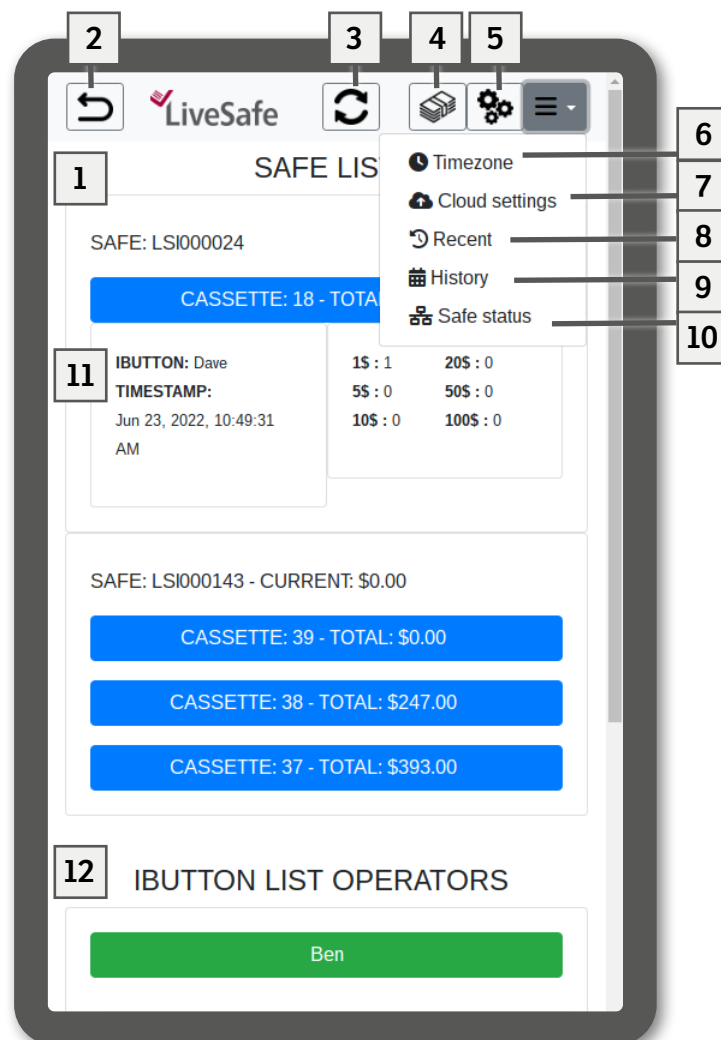 2
3
4
5
LiveSafe
6
Timezone
1
SAFE LIS
7
Cloud settings
8
Recent
SAFE: LSI000024
9
History
CASSETTE: 18 - TOTA
10
Safe status
11
IBUTTON: Dave
TIMESTAMP:
Jun 23, 2022, 10:49:31
AM
1$ : 1 20$ : 0
5$ : 0 50$ : 0
10$ : 0 100$ : 0
SAFE: LSI000143 - CURRENT: $0.00
CASSETTE: 39 - TOTAL: $0.00
CASSETTE: 38 - TOTAL: $247.00
CASSETTE: 37 - TOTAL: $393.00
12
IBUTTON LIST OPERATORS
Ben